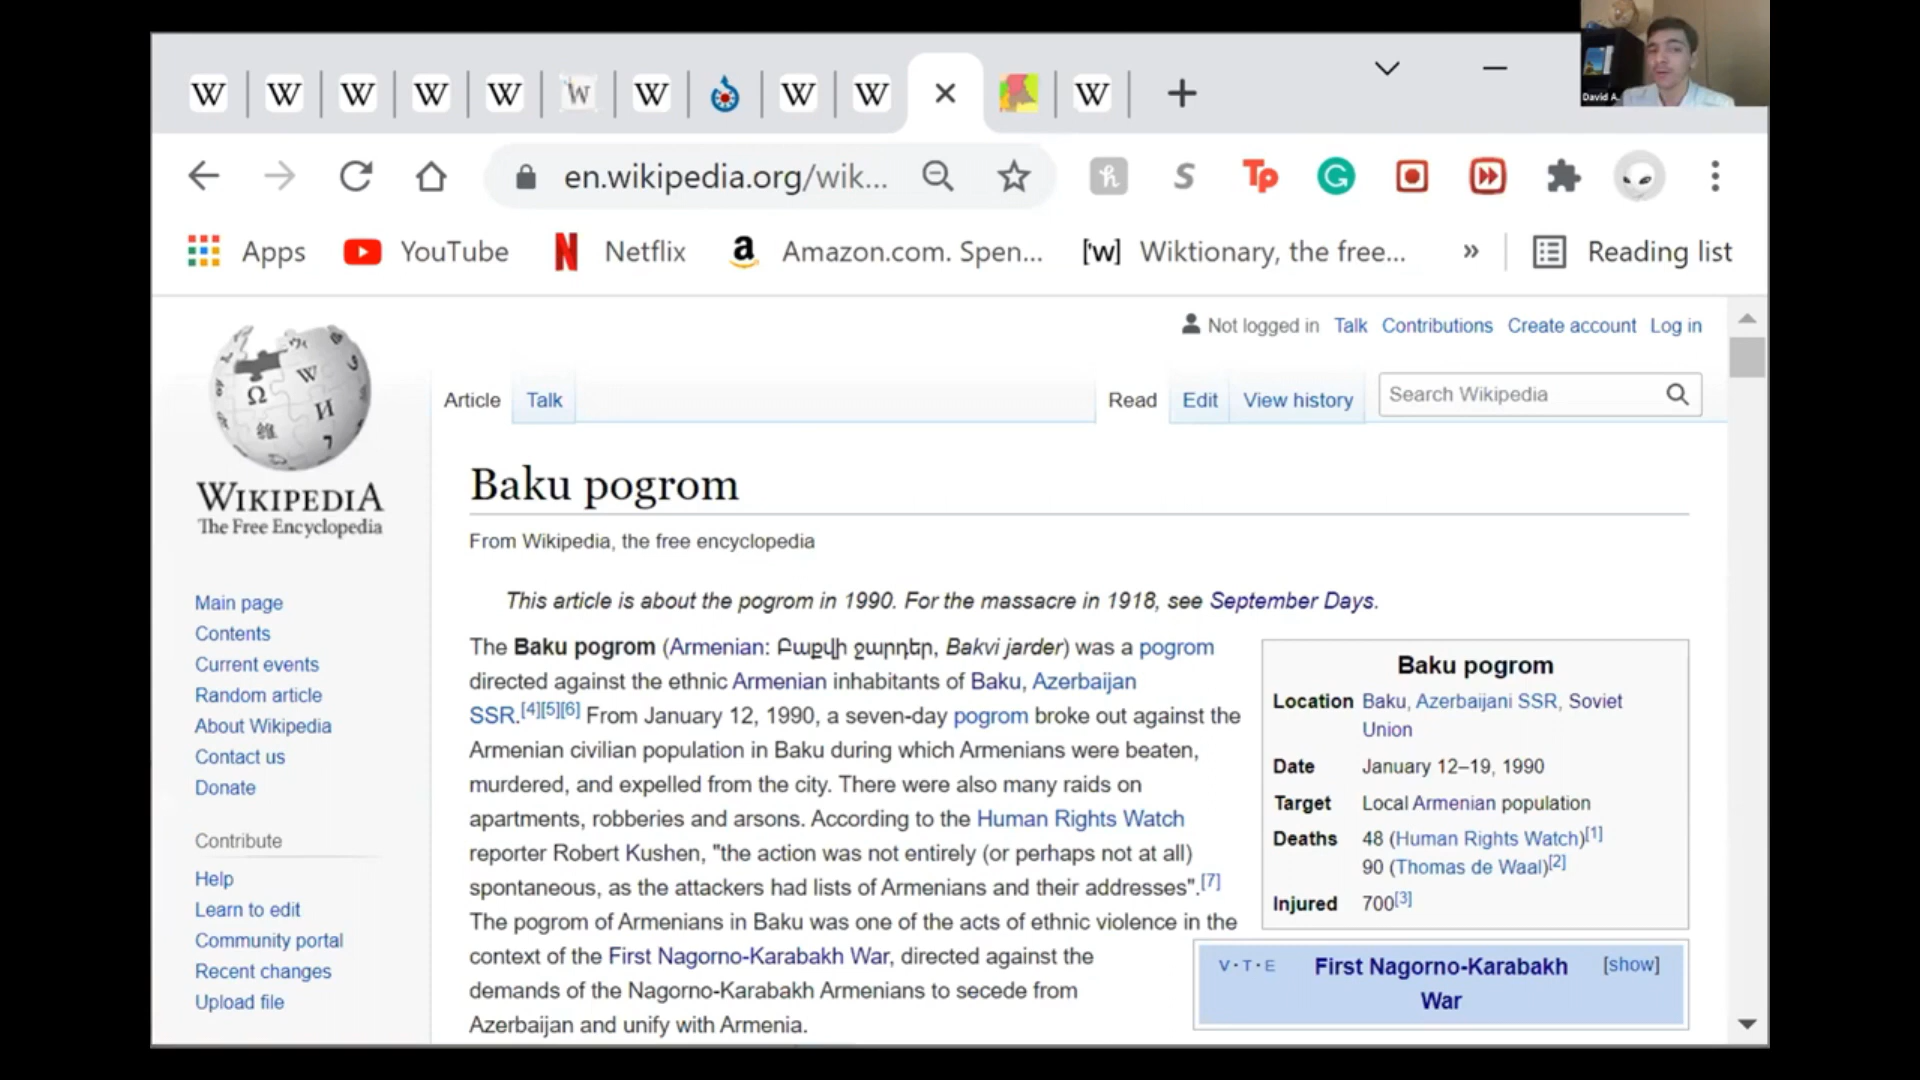 W W W W W W W W W W
David A.
en.wikipedia.org/wik...
Apps YouTube Netflix Amazon.com. Spen... ['w] Wiktionary, the free... » Reading list
Not logged in Talk Contributions Create account Log in
Article Talk Read Edit View history Search Wikipedia
WIKIPEDIA
The Free Encyclopedia
Main page
Contents
Current events
Random article
About Wikipedia
Contact us
Donate
Contribute
Help
Learn to edit
Community portal
Recent changes
Upload file
Baku pogrom
From Wikipedia, the free encyclopedia
This article is about the pogrom in 1990. For the massacre in 1918, see September Days.
The Baku pogrom (Armenian: Բաքվի ջարդեր, Bakvi jarder) was a pogrom
directed against the ethnic Armenian inhabitants of Baku, Azerbaijan
SSR.[4][5][6] From January 12, 1990, a seven-day pogrom broke out against the
Armenian civilian population in Baku during which Armenians were beaten,
murdered, and expelled from the city. There were also many raids on
apartments, robberies and arsons. According to the Human Rights Watch
reporter Robert Kushen, "the action was not entirely (or perhaps not at all)
spontaneous, as the attackers had lists of Armenians and their addresses".[7]
The pogrom of Armenians in Baku was one of the acts of ethnic violence in the
context of the First Nagorno-Karabakh War, directed against the
demands of the Nagorno-Karabakh Armenians to secede from
Azerbaijan and unify with Armenia.
Baku pogrom
Location Baku, Azerbaijani SSR, Soviet
Union
Date January 12–19, 1990
Target Local Armenian population
Deaths 48 (Human Rights Watch)[1]
90 (Thomas de Waal)[2]
Injured 700[3]
V·T·E First Nagorno-Karabakh [show]
War